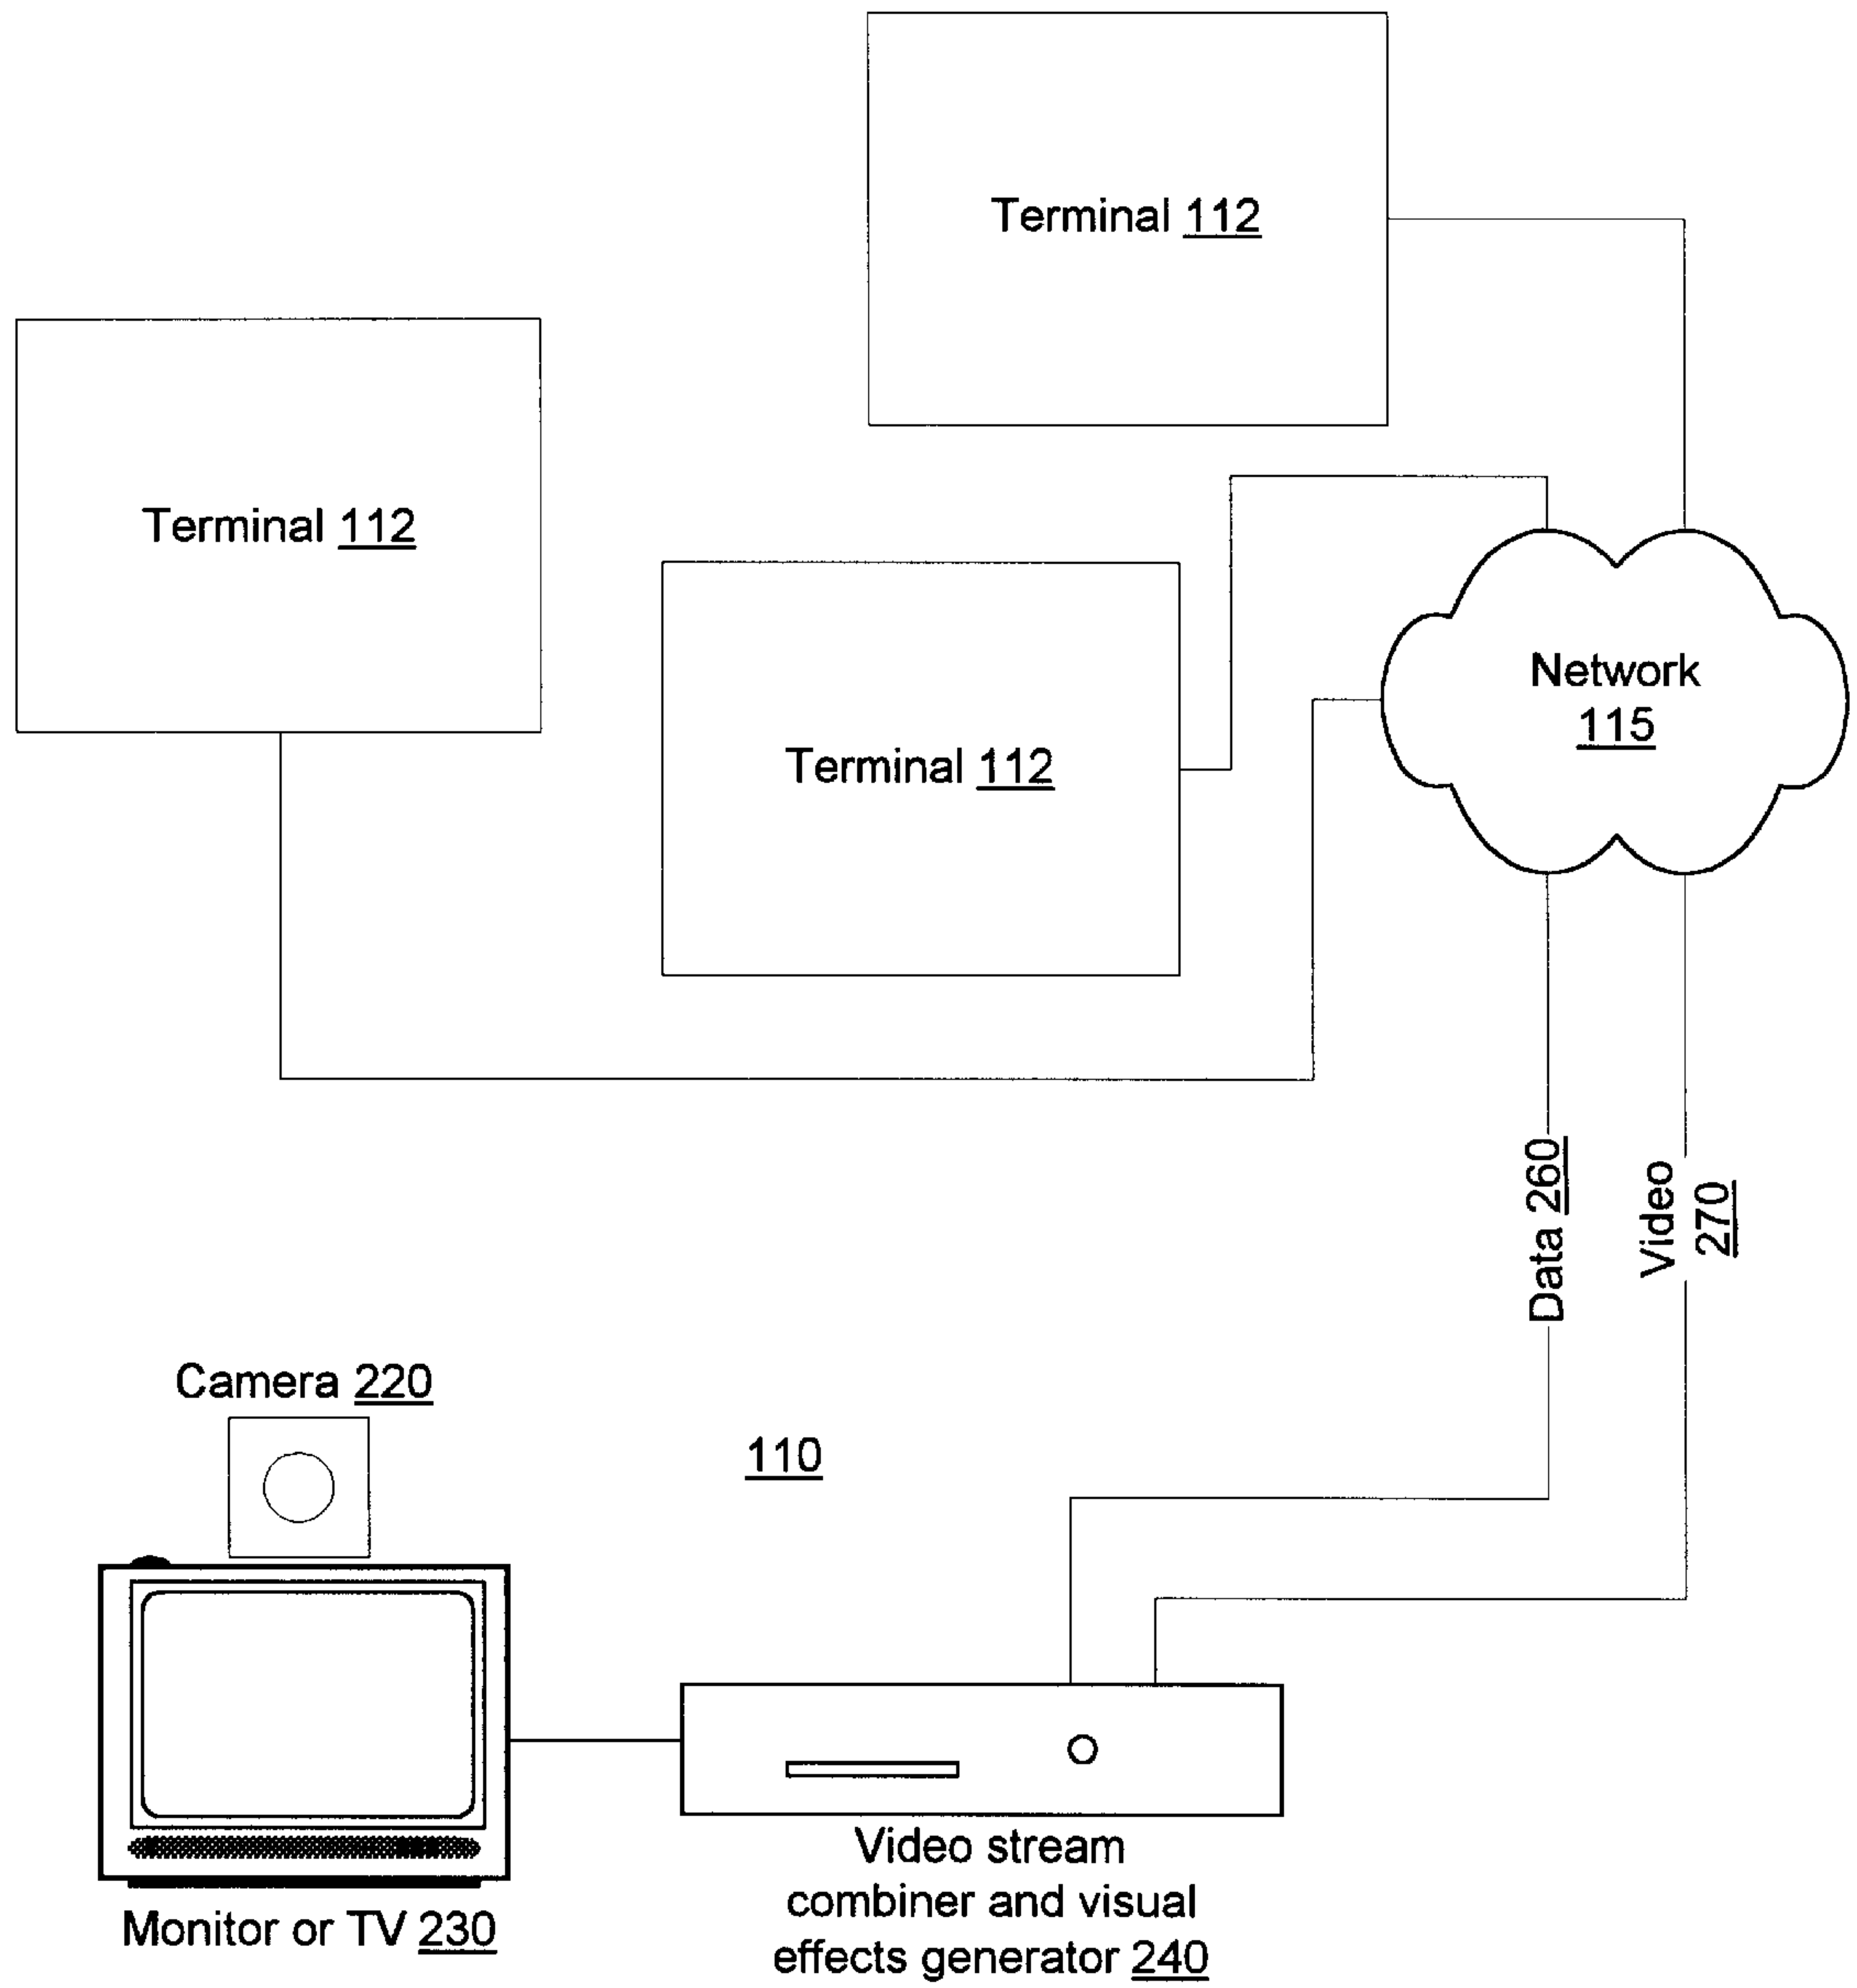 Terminal 112
Terminal 112
Terminal 112
Network
115
Data 260
Video
270
Camera 220
110
Monitor or TV 230
Video stream
combiner and visual
effects generator 240